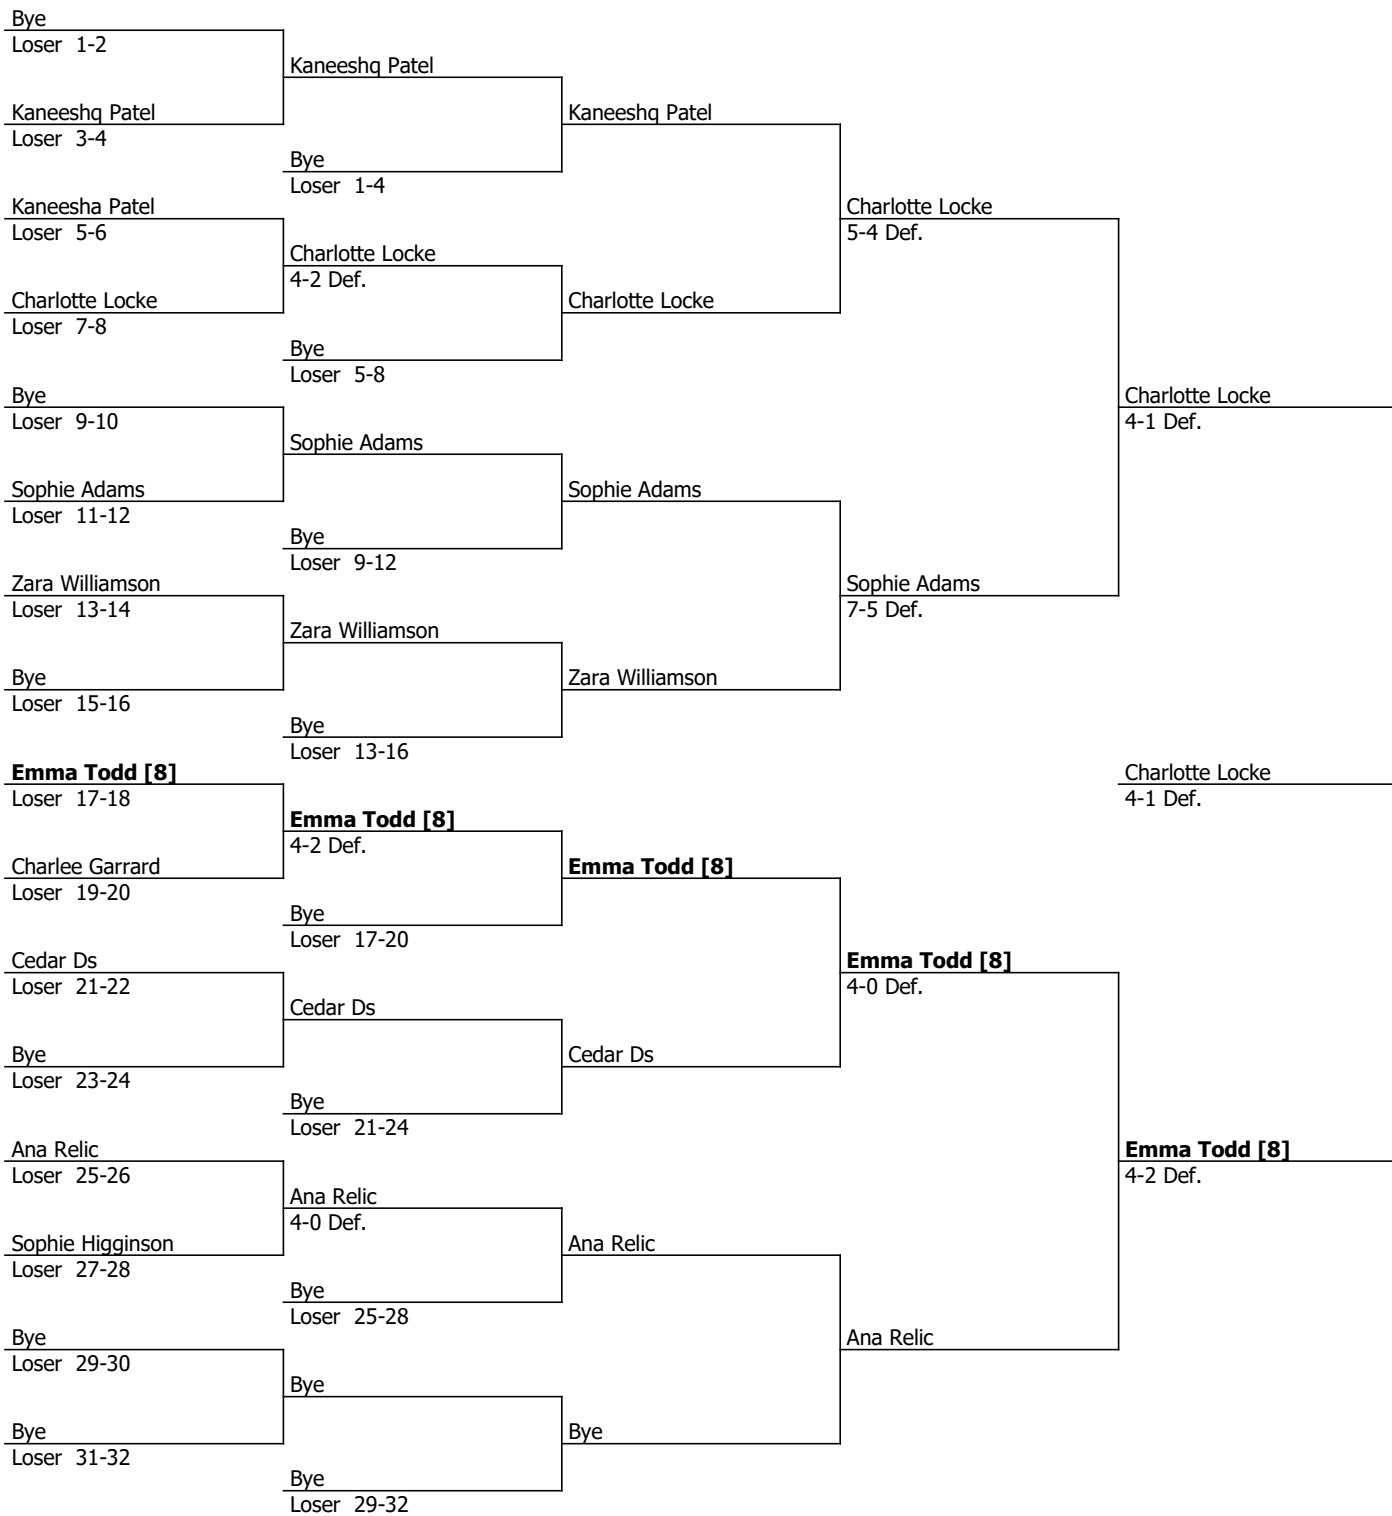 Bye
Loser 1-2
Kaneeshq Patel
Loser 3-4
Kaneesha Patel
Loser 5-6
Charlotte Locke
Loser 7-8
Bye
Loser 9-10
Sophie Adams
Loser 11-12
Zara Williamson
Loser 13-14
Bye
Loser 15-16
Emma Todd [8]
Loser 17-18
Charlee Garrard
Loser 19-20
Cedar Ds
Loser 21-22
Bye
Loser 23-24
Ana Relic
Loser 25-26
Sophie Higginson
Loser 27-28
Bye
Loser 29-30
Bye
Loser 31-32
Kaneeshq Patel
Bye
Loser 1-4
Charlotte Locke
4-2 Def.
Bye
Loser 5-8
Sophie Adams
Bye
Loser 9-12
Zara Williamson
Bye
Loser 13-16
Emma Todd [8]
4-2 Def.
Bye
Loser 17-20
Cedar Ds
Bye
Loser 21-24
Ana Relic
4-0 Def.
Bye
Loser 25-28
Bye
Bye
Loser 29-32
Kaneeshq Patel
Charlotte Locke
Sophie Adams
Zara Williamson
Emma Todd [8]
Cedar Ds
Ana Relic
Bye
Charlotte Locke
5-4 Def.
Sophie Adams
7-5 Def.
Emma Todd [8]
4-0 Def.
Ana Relic
Charlotte Locke
4-1 Def.
Charlotte Locke
4-1 Def.
Emma Todd [8]
4-2 Def.